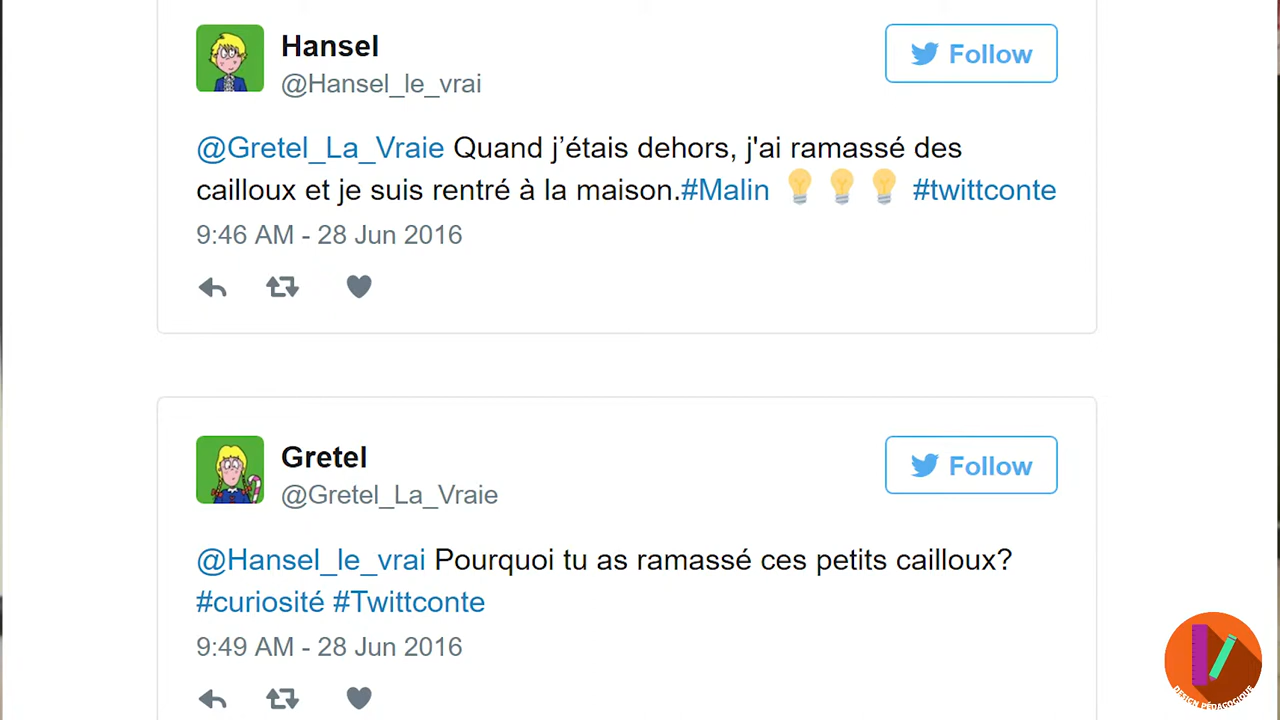 Hansel
Follow
@Hansel_le_vrai
@Gretel_La_Vraie Quand j’étais dehors, j'ai ramassé des
cailloux et je suis rentré à la maison.#Malin 💡💡💡 #twittconte
9:46 AM - 28 Jun 2016
Gretel
Follow
@Gretel_La_Vraie
@Hansel_le_vrai Pourquoi tu as ramassé ces petits cailloux?
#curiosité #Twittconte
9:49 AM - 28 Jun 2016
DESIGN PÉDAGOGIQUE